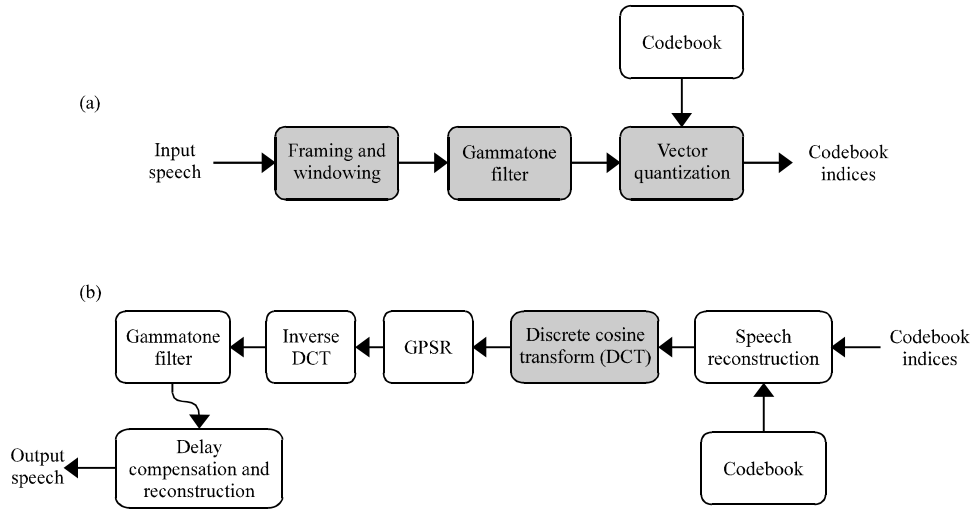 Codebook
(a)
Input
speech
Framing and
windowing
Gammatone
filter
Vector
quantization
Codebook
indices
(b)
Gammatone
filter
Inverse
DCT
GPSR
Discrete cosine
transform (DCT)
Speech
reconstruction
Codebook
indices
Output
speech
Delay
compensation and
reconstruction
Codebook